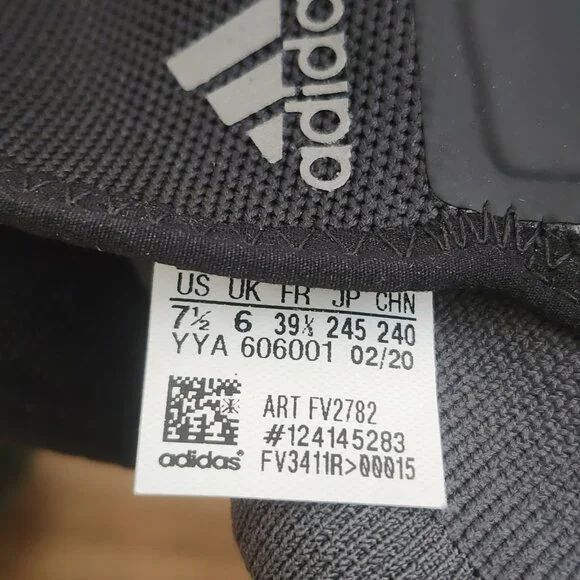 adidas
US UK FR JP CHN
7½ 6 39⅓ 245 240
YYA 606001 02/20
ART FV2782
#124145283
adidas FV3411R>00015